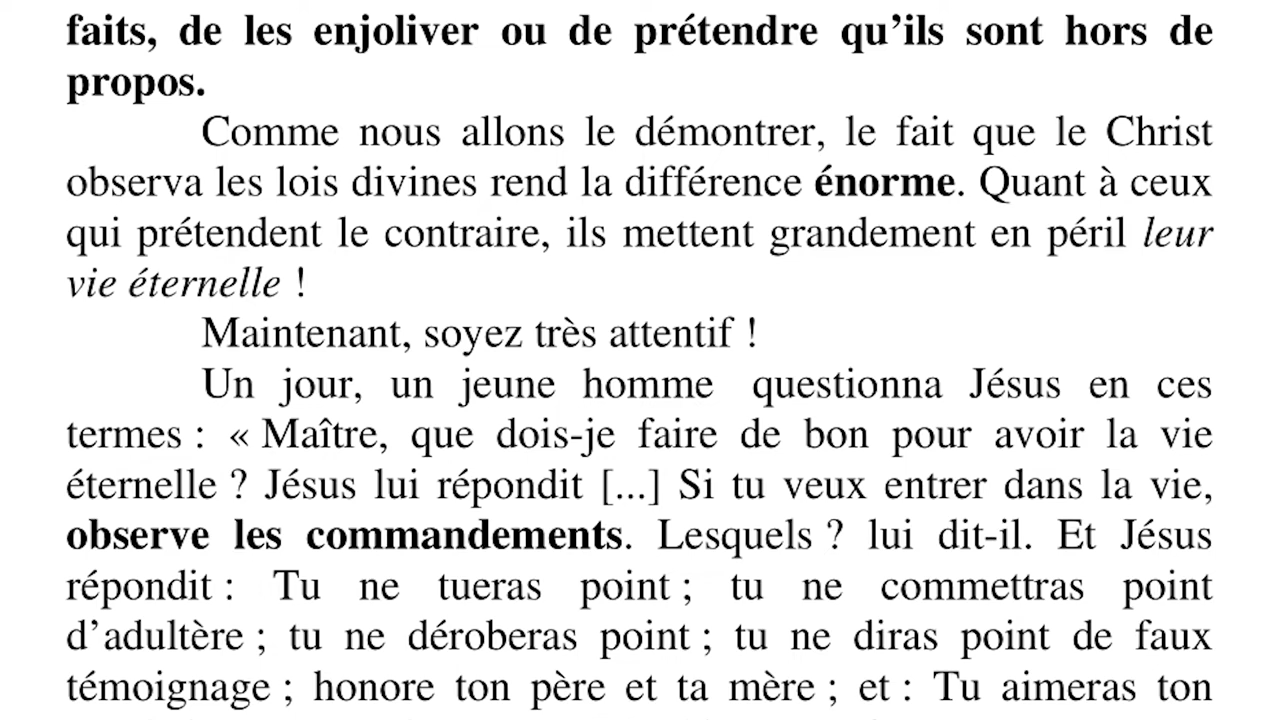 faits, de les enjoliver ou de prétendre qu’ils sont hors de
propos.
Comme nous allons le démontrer, le fait que le Christ
observa les lois divines rend la différence énorme. Quant à ceux
qui prétendent le contraire, ils mettent grandement en péril leur
vie éternelle !
Maintenant, soyez très attentif !
Un jour, un jeune homme questionna Jésus en ces
termes : « Maître, que dois-je faire de bon pour avoir la vie
éternelle ? Jésus lui répondit [...] Si tu veux entrer dans la vie,
observe les commandements. Lesquels ? lui dit-il. Et Jésus
répondit : Tu ne tueras point ; tu ne commettras point
d’adultère ; tu ne déroberas point ; tu ne diras point de faux
témoignage ; honore ton père et ta mère ; et : Tu aimeras ton